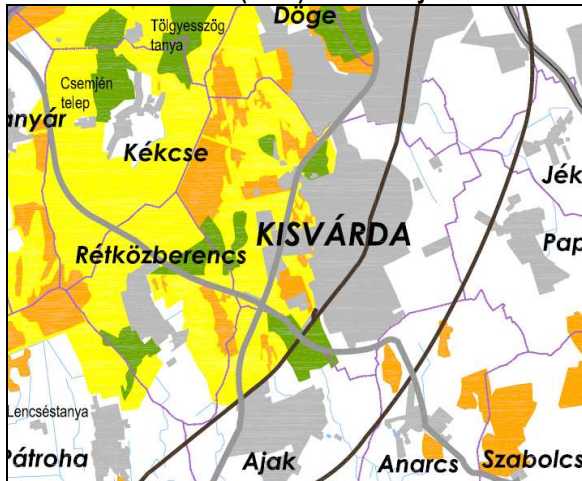 Döge
Tölgyesszög
tanya
Csemjén
telep
anyár
Kékcse
Jék
KISVÁRDA
Pap
Rétközberencs
Lencséstanya
Pátroha
Ajak
Anarcs
Szabolcs